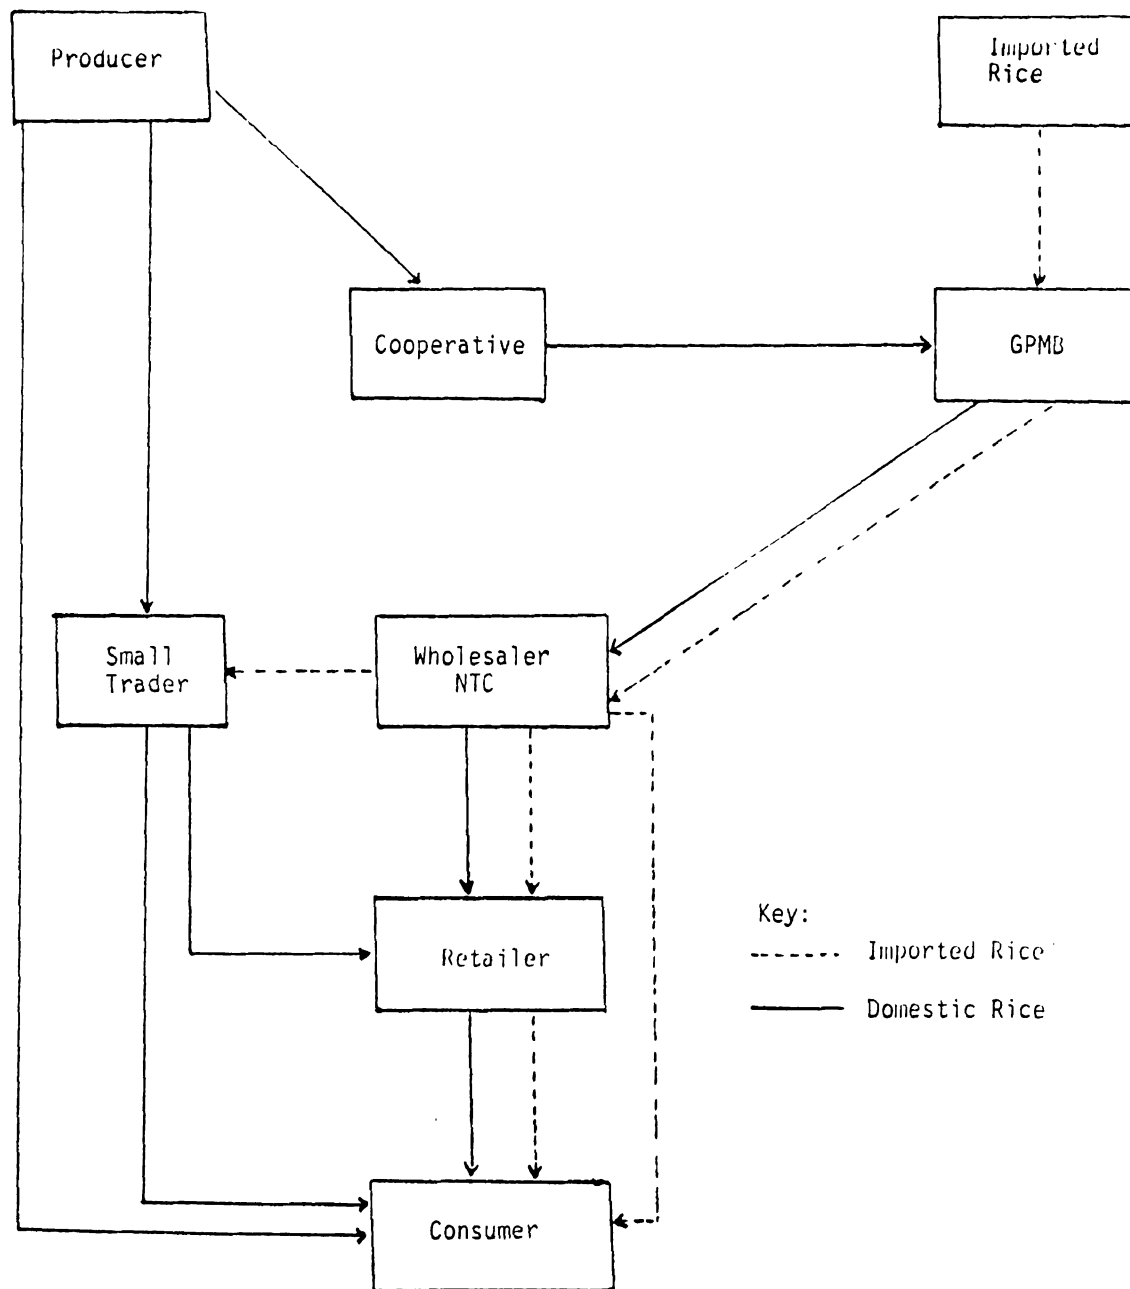 Producer
Imported
Rice
Cooperative
GPMB
Small
Trader
Wholesaler
NTC
Retailer
Key:
Imported Rice
Domestic Rice
Consumer